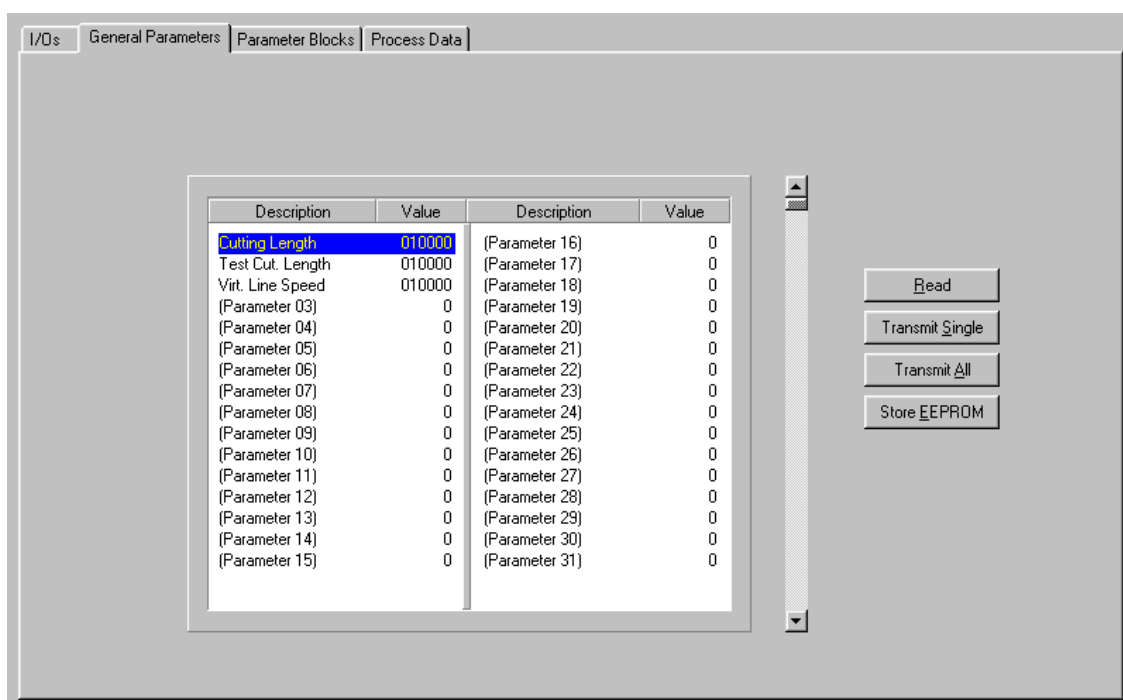 I/Os General Parameters Parameter Blocks Process Data
Description Value Description Value
Cutting Length 010000 (Parameter 16) 0
Test Cut. Length 010000 (Parameter 17) 0
Virt. Line Speed 010000 (Parameter 18) 0
(Parameter 03) 0 (Parameter 19) 0
(Parameter 04) 0 (Parameter 20) 0
(Parameter 05) 0 (Parameter 21) 0
(Parameter 06) 0 (Parameter 22) 0
(Parameter 07) 0 (Parameter 23) 0
(Parameter 08) 0 (Parameter 24) 0
(Parameter 09) 0 (Parameter 25) 0
(Parameter 10) 0 (Parameter 26) 0
(Parameter 11) 0 (Parameter 27) 0
(Parameter 12) 0 (Parameter 28) 0
(Parameter 13) 0 (Parameter 29) 0
(Parameter 14) 0 (Parameter 30) 0
(Parameter 15) 0 (Parameter 31) 0
Read
Transmit Single
Transmit All
Store EEPROM